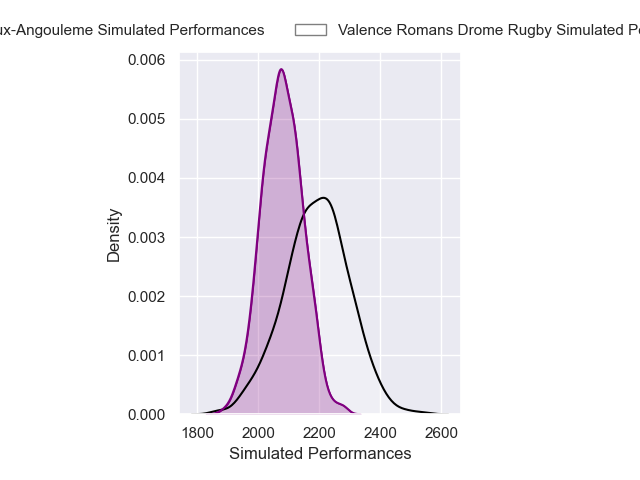 ux-Angouleme Simulated Performances Valence Romans Drome Rugby Simulated Pe
0.006
0.005
0.004
0.003
0.002
0.001
0.000
Density
1800 2000 2200 2400 2600
Simulated Performances